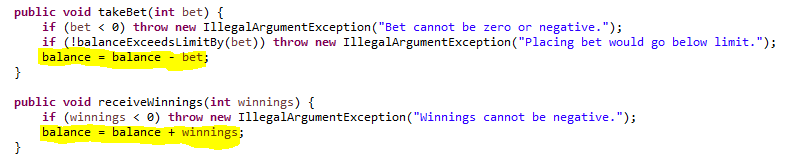 public void takeBet(int bet) {
if (bet < 0) throw new IllegalArgumentException("Bet cannot be zero or negative.");
if (!balanceExceedsLimitBy(bet)) throw new IllegalArgumentException("Placing bet would go below limit.");
balance = balance - bet;
}
public void receiveWinnings(int winnings) {
if (winnings < 0) throw new IllegalArgumentException("Winnings cannot be negative.");
balance = balance + winnings;
}